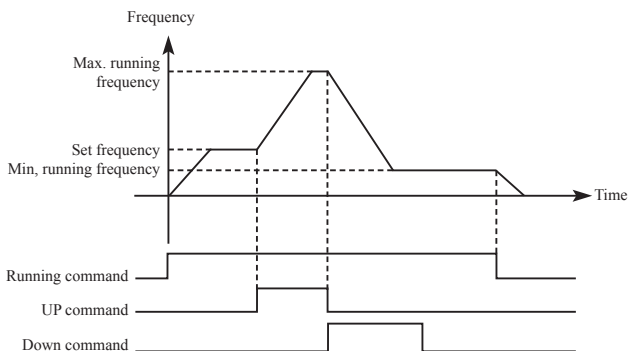 Frequency
Max. running
frequency
Set frequency
Min, running frequency
Time
Running command
UP command
Down command